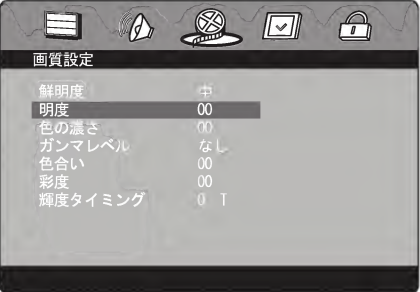 画質設定
鮮明度 中
明度 00
色の濃さ 00
ガンマレベル なし
色合い 00
彩度 00
輝度タイミング 0 T